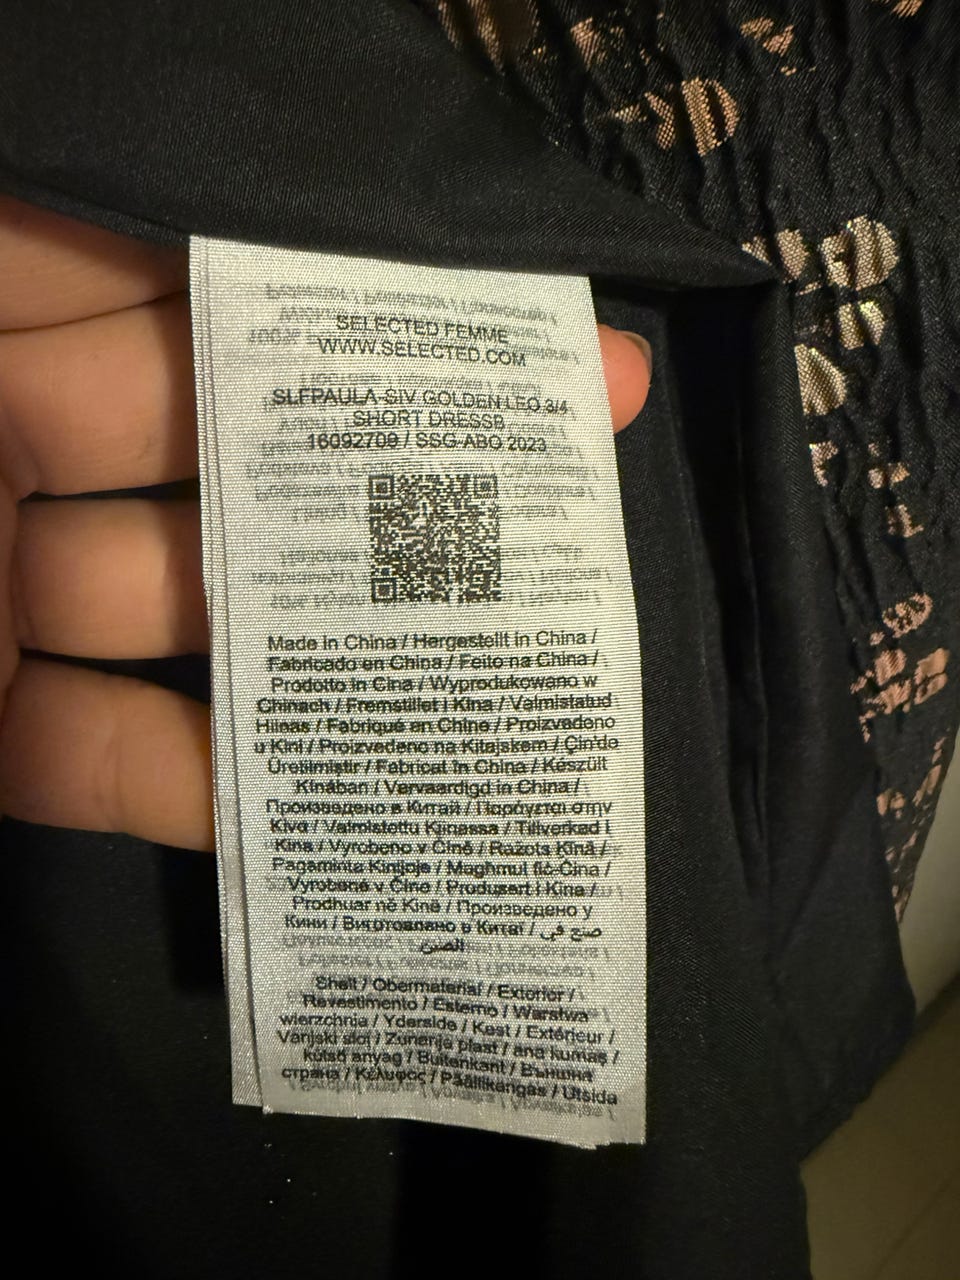 SELECTED FEMME
WWW.SELECTED.COM
SLFPAULA-SIV GOLDEN LEO 3/4
SHORT DRESSB
16092709 / SSG-ABO 2023
Made in China / Hergestellt in China /
Fabricado en China / Feito na China /
Prodotto in Cina / Wyprodukowano w
Chinach / Fremstillet i Kina / Valmistatud
Hiinas / Fabriqué en Chine / Proizvedeno
u Kini / Proizvedeno na Kitajskem / Çin'de
Üretilmiştir / Fabricat în China / Készült
Kínában / Vervaardigd in China /
Произведено в Китай / Παράγεται στην
Κίνα / Valmistettu Kiinassa / Tillverkad i
Kina / Vyrobeno v Číně / Ražots Ķīnā /
Pagaminta Kinijoje / Magħmul fiċ-Ċina /
Vyrobené v Číne / Produsert i Kina /
Prodhuar në Kinë / Произведено у
Кини / Виготовлено в Китаї / صنع في
الصين
Shell / Obermaterial / Exterior /
Revestimento / Esterno / Warstwa
wierzchnia / Yderside / Kest / Extérieur /
Vanjski sloj / Zunanja plast / ana kumaş /
külső anyag / Buitenkant / Външна
страна / Κέλυφος / Päällikangas / Utsida